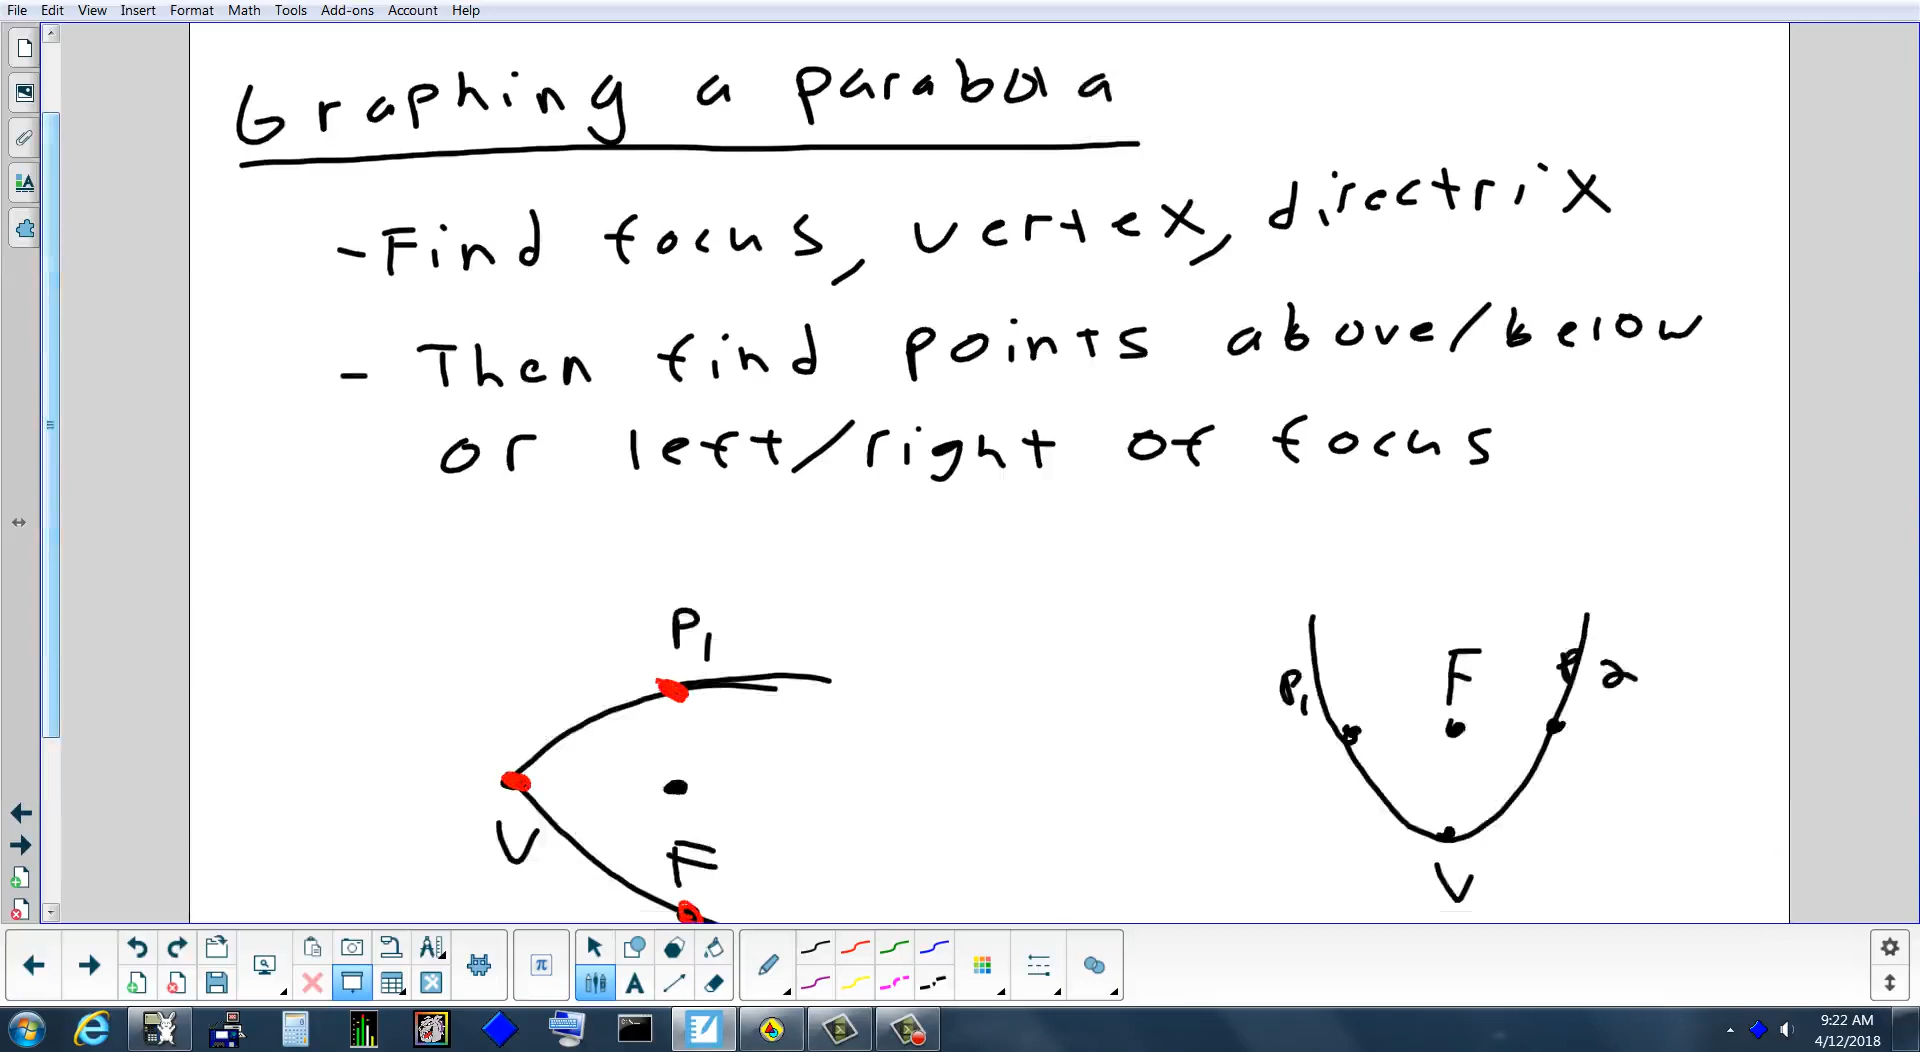 File Edit View Insert Format Math Tools Add-ons Account Help
Graphing a parabola
- Find focus, vertex, directrix
- Then find points above/below
or left/right of focus
P1
V
F
P1
F
P2
V
9:22 AM
4/12/2018